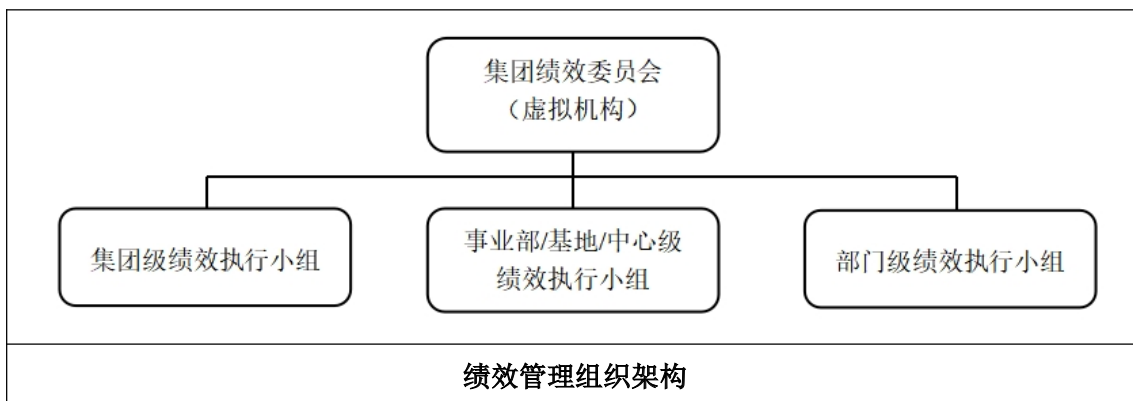 集团绩效委员会
（虚拟机构）
集团级绩效执行小组
事业部/基地/中心级
绩效执行小组
部门级绩效执行小组
绩效管理组织架构